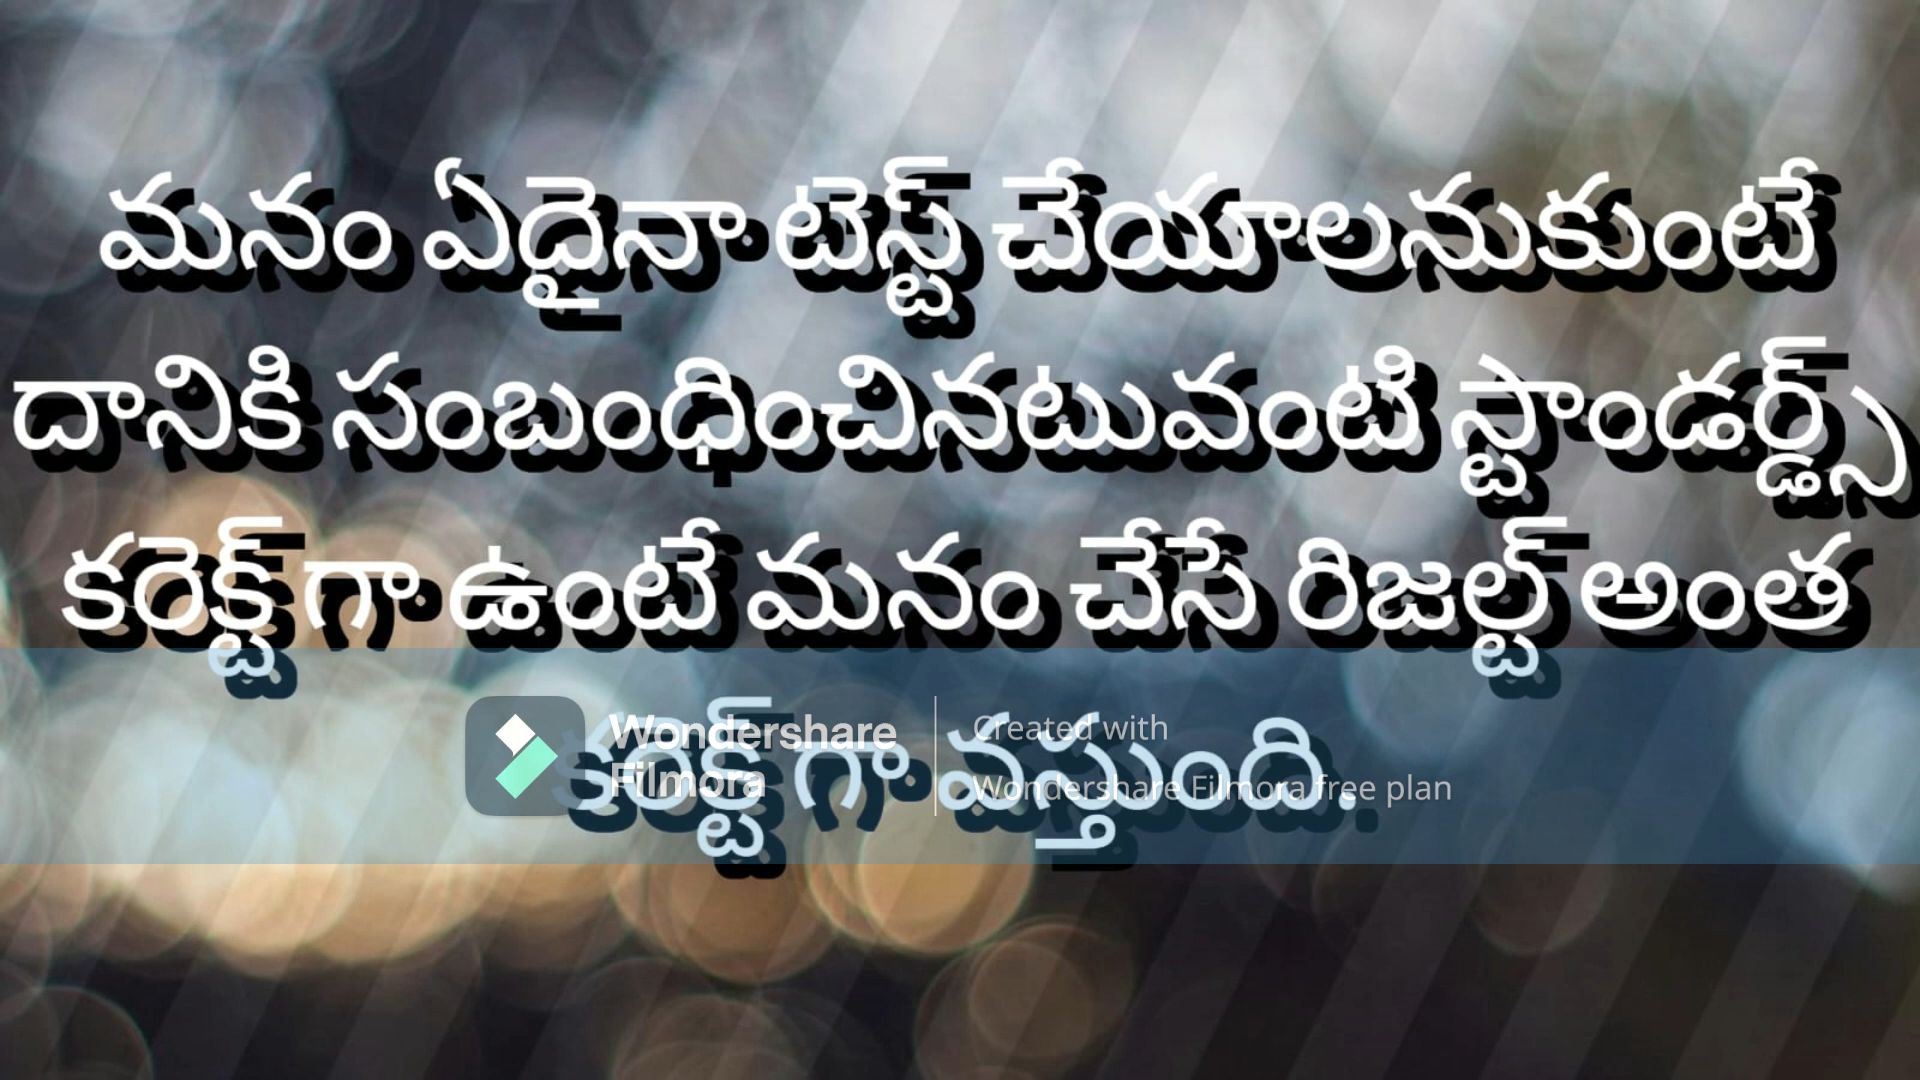 మనం ఏదైనా టెస్ట్ చేయాలనుకుంటే
దానికి సంబంధించినటువంటి స్టాండర్డ్స్
కరెక్ట్ గా ఉంటే మనం చేసే రిజల్ట్ అంత
కరెక్ట్ గా వస్తుంది.
Wondershare
Filmora
Created with
Wondershare Filmora free plan